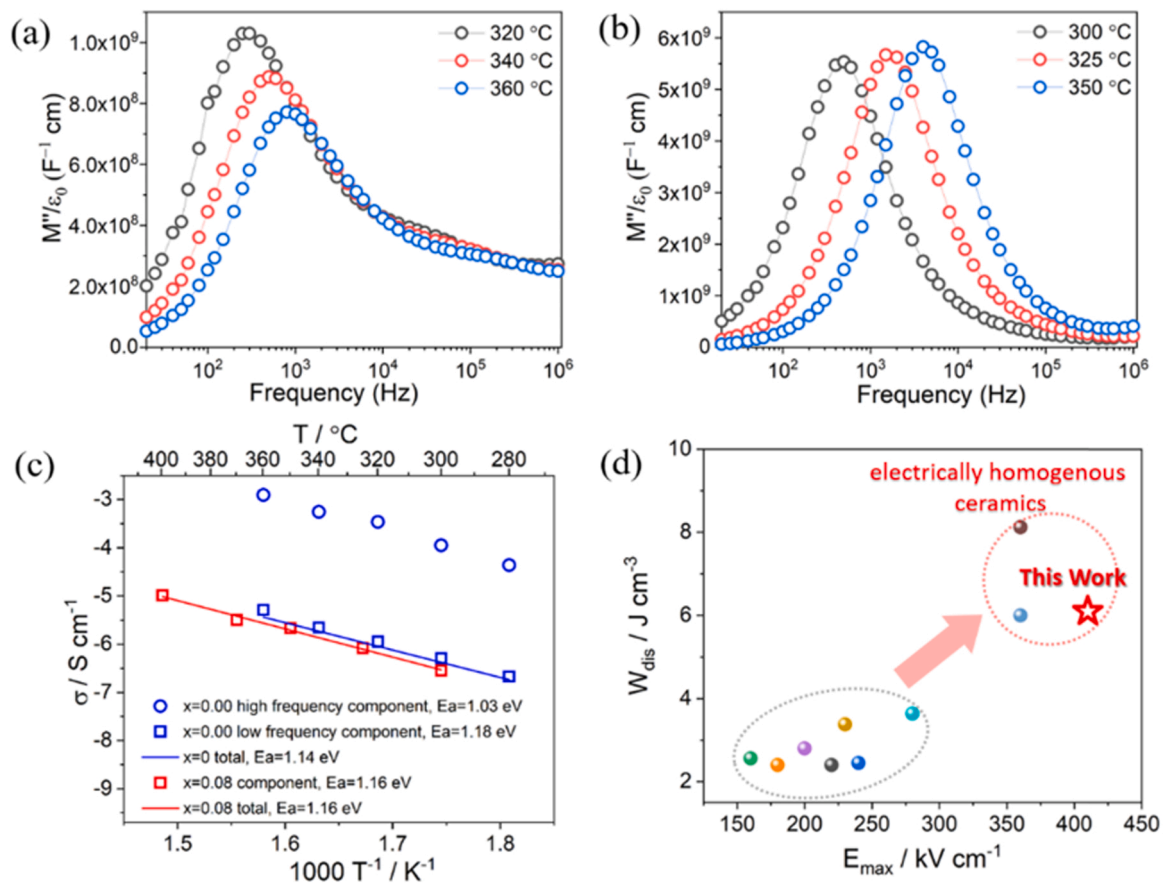 (a)
320 °C
340 °C
360 °C
1.0x10⁹
8.0x10⁸
6.0x10⁸
4.0x10⁸
2.0x10⁸
0.0
M''/ε₀ (F⁻¹ cm)
10² 10³ 10⁴ 10⁵ 10⁶
Frequency (Hz)
(b)
300 °C
325 °C
350 °C
6x10⁹
5x10⁹
4x10⁹
3x10⁹
2x10⁹
1x10⁹
0
M''/ε₀ (F⁻¹ cm)
10² 10³ 10⁴ 10⁵ 10⁶
Frequency (Hz)
(c)
T / °C
400 380 360 340 320 300 280
-3
-4
-5
-6
-7
-8
-9
σ / S cm⁻¹
x=0.00 high frequency component, Ea=1.03 eV
x=0.00 low frequency component, Ea=1.18 eV
x=0 total, Ea=1.14 eV
x=0.08 component, Ea=1.16 eV
x=0.08 total, Ea=1.16 eV
1.5 1.6 1.7 1.8
1000 T⁻¹ / K⁻¹
(d)
10
8
6
4
2
W_dis / J cm⁻³
electrically homogenous
ceramics
This Work
150 200 250 300 350 400 450
E_max / kV cm⁻¹